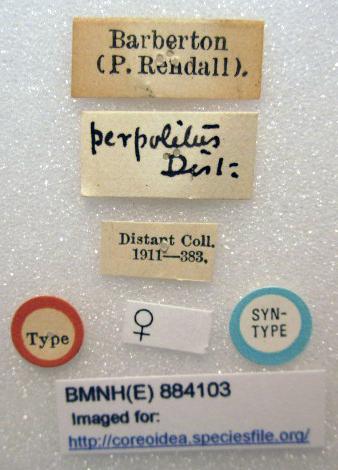 Barberton
(P. Rendall).
perpolitus
Dist:
Distant Coll.
1911—383.
Type
♀
SYN-
TYPE
BMNH(E) 884103
Imaged for:
http://coreoidea.speciesfile.org/